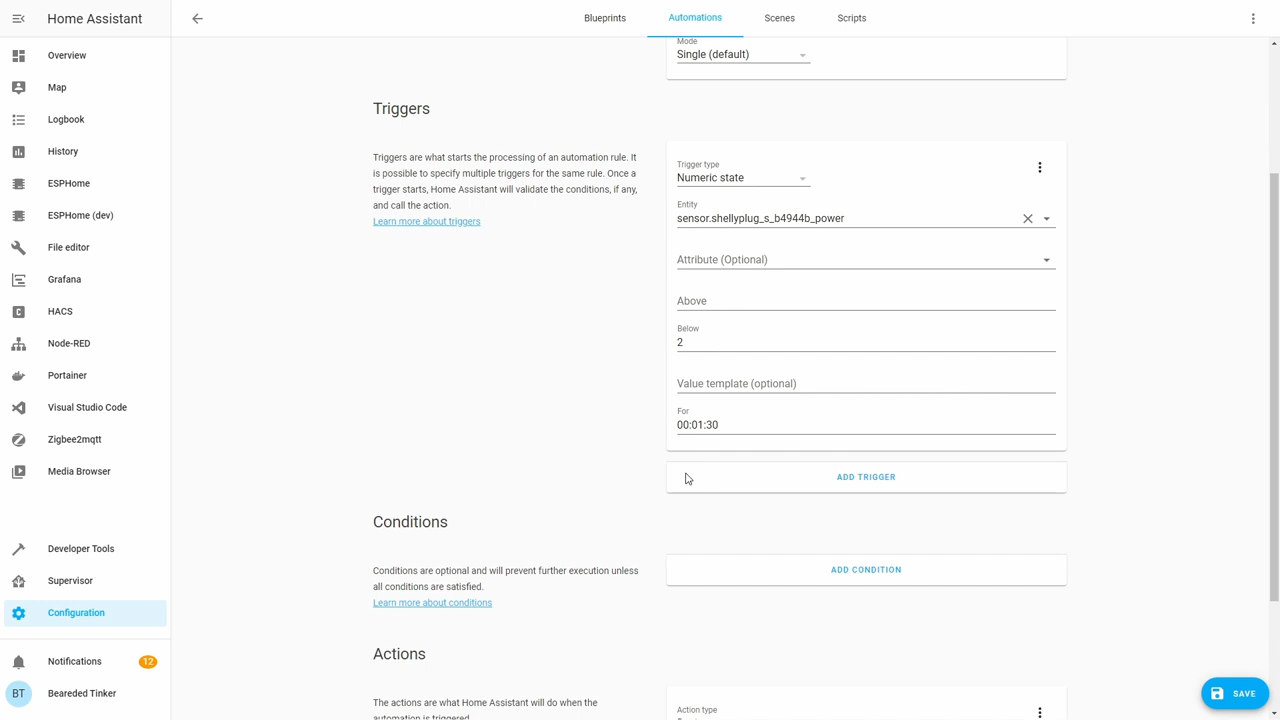 Home Assistant
Blueprints
Automations
Scenes
Scripts
Overview
Map
Logbook
History
ESPHome
ESPHome (dev)
File editor
Grafana
HACS
Node-RED
Portainer
Visual Studio Code
Zigbee2mqtt
Media Browser
Developer Tools
Supervisor
Configuration
Notifications
12
BT
Beareded Tinker
Mode
Single (default)
Triggers
Triggers are what starts the processing of an automation rule. It
is possible to specify multiple triggers for the same rule. Once a
trigger starts, Home Assistant will validate the conditions, if any,
and call the action.
Learn more about triggers
Trigger type
Numeric state
Entity
sensor.shellyplug_s_b4944b_power
Attribute (Optional)
Above
Below
2
Value template (optional)
For
00:01:30
ADD TRIGGER
Conditions
Conditions are optional and will prevent further execution unless
all conditions are satisfied.
Learn more about conditions
ADD CONDITION
Actions
The actions are what Home Assistant will do when the
automation is triggered.
Action type
SAVE